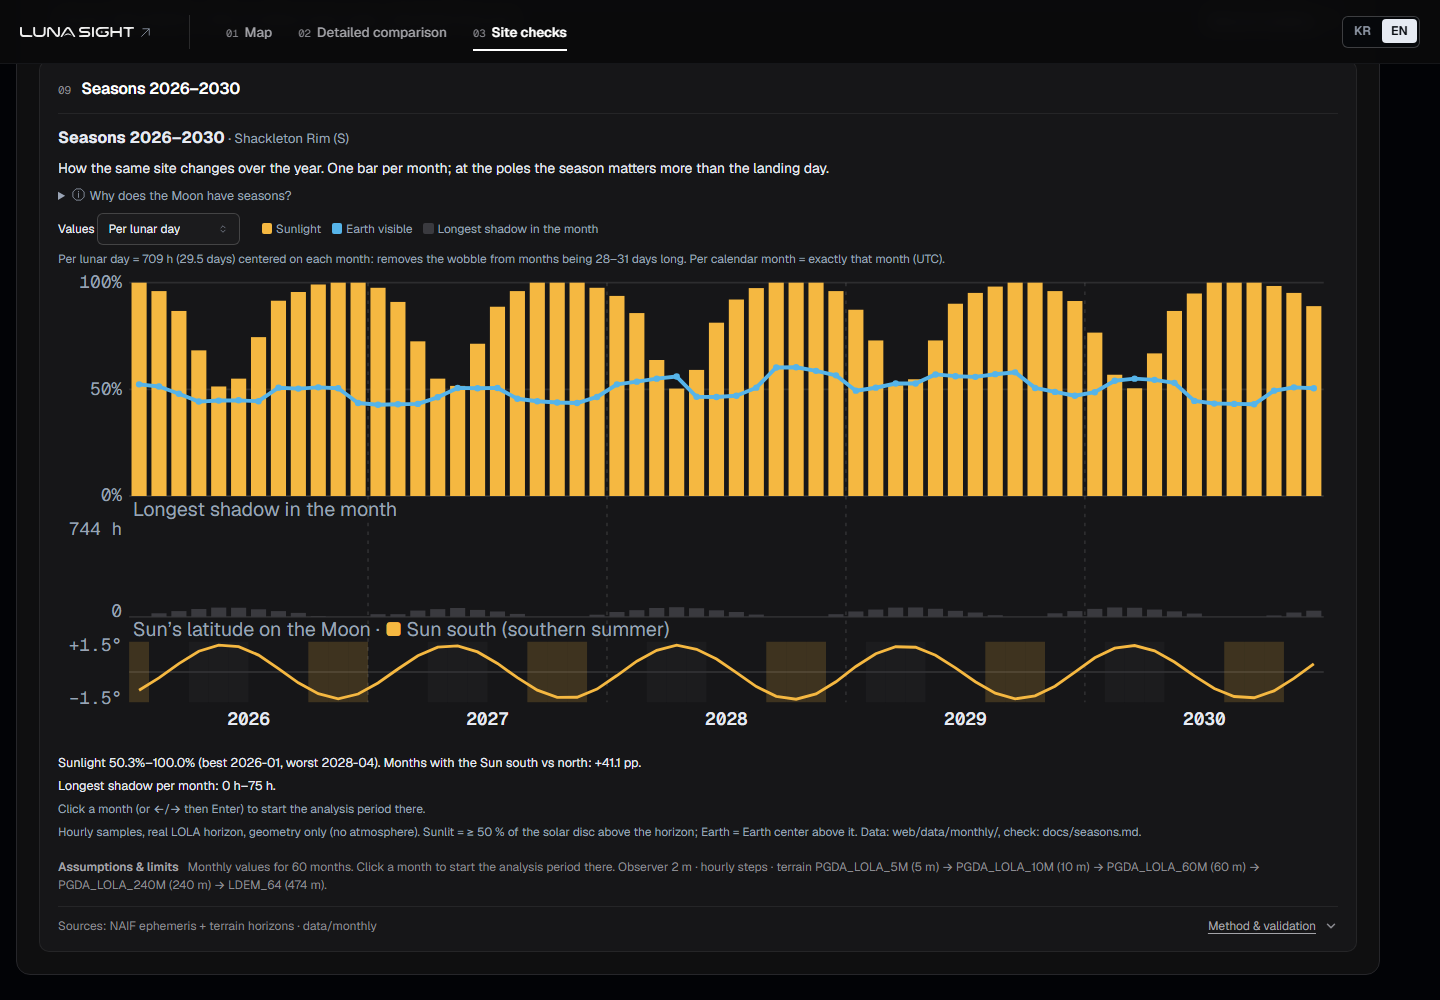 LUNA SIGHT ↗
01 Map
02 Detailed comparison
03 Site checks
KR EN
09 Seasons 2026–2030
Seasons 2026–2030 · Shackleton Rim (S)
How the same site changes over the year. One bar per month; at the poles the season matters more than the landing day.
▶ ⓘ Why does the Moon have seasons?
Values Per lunar day
Sunlight Earth visible Longest shadow in the month
Per lunar day = 709 h (29.5 days) centered on each month: removes the wobble from months being 28–31 days long. Per calendar month = exactly that month (UTC).
100%
50%
0%
Longest shadow in the month
744 h
0
Sun's latitude on the Moon · Sun south (southern summer)
+1.5°
-1.5°
2026 2027 2028 2029 2030
Sunlight 50.3%–100.0% (best 2026-01, worst 2028-04). Months with the Sun south vs north: +41.1 pp.
Longest shadow per month: 0 h–75 h.
Click a month (or ←/→ then Enter) to start the analysis period there.
Hourly samples, real LOLA horizon, geometry only (no atmosphere). Sunlit = ≥ 50 % of the solar disc above the horizon; Earth = Earth center above it. Data: web/data/monthly/, check: docs/seasons.md.
Assumptions & limits Monthly values for 60 months. Click a month to start the analysis period there. Observer 2 m · hourly steps · terrain PGDA_LOLA_5M (5 m) → PGDA_LOLA_10M (10 m) → PGDA_LOLA_60M (60 m) →
PGDA_LOLA_240M (240 m) → LDEM_64 (474 m).
Sources: NAIF ephemeris + terrain horizons · data/monthly
Method & validation